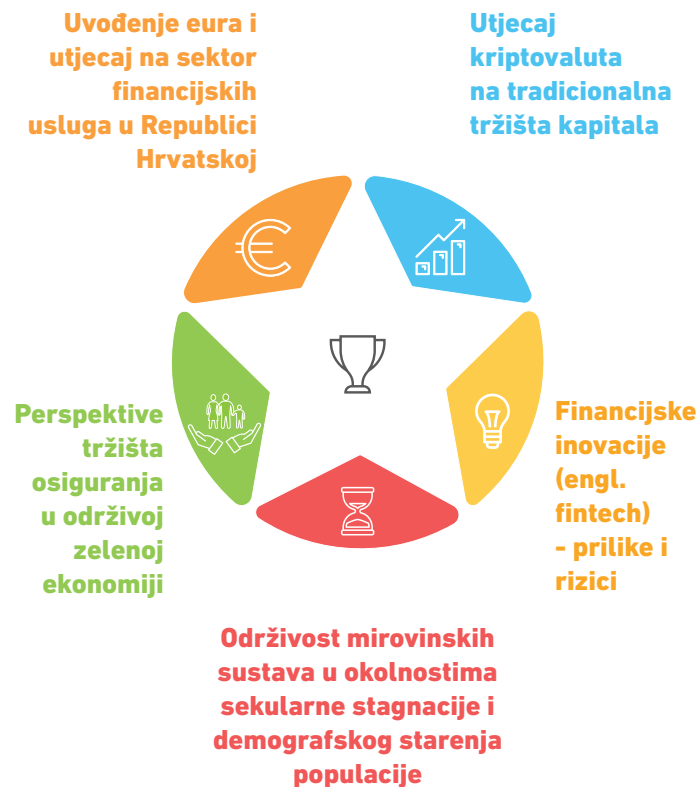 Uvođenje eura i
utjecaj na sektor
financijskih
usluga u Republici
Hrvatskoj
Utjecaj
kriptovaluta
na tradicionalna
tržišta kapitala
Perspektive
tržišta
osiguranja
u održivoj
zelenoj
ekonomiji
Financijske
inovacije
(engl.
fintech)
- prilike i
rizici
Održivost mirovinskih
sustava u okolnostima
sekularne stagnacije i
demografskog starenja
populacije